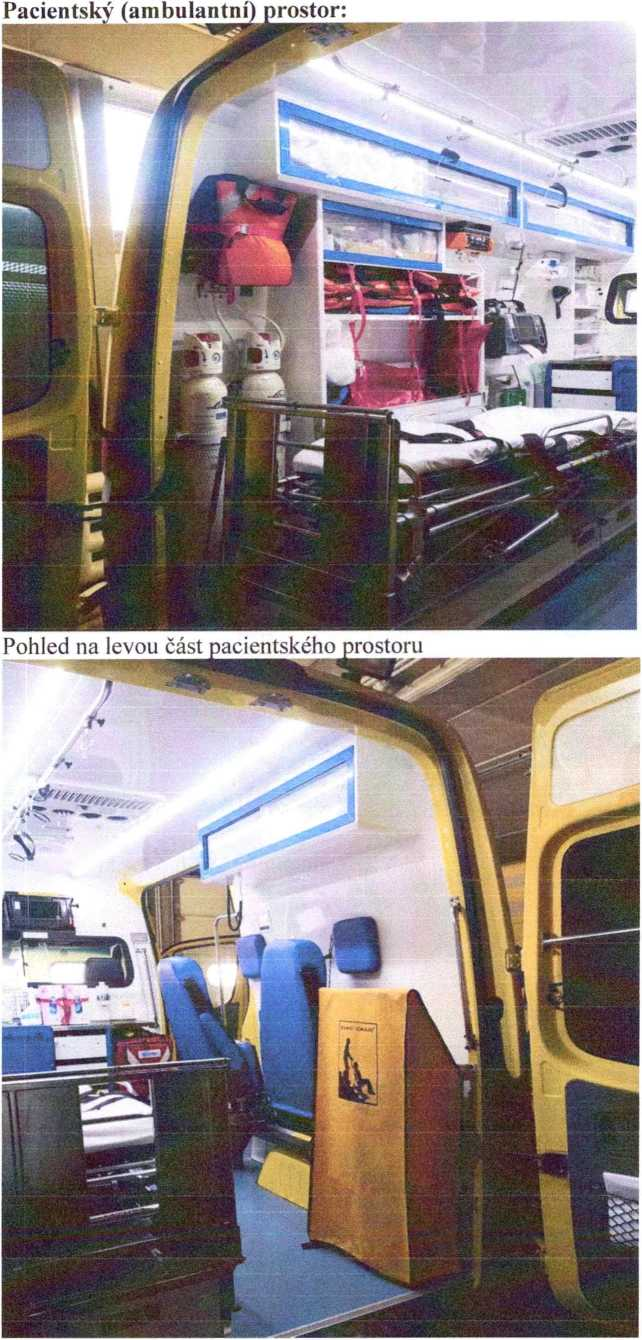 Pacientský (ambulantní) prostor:
Pohled na levou část pacientského prostoru